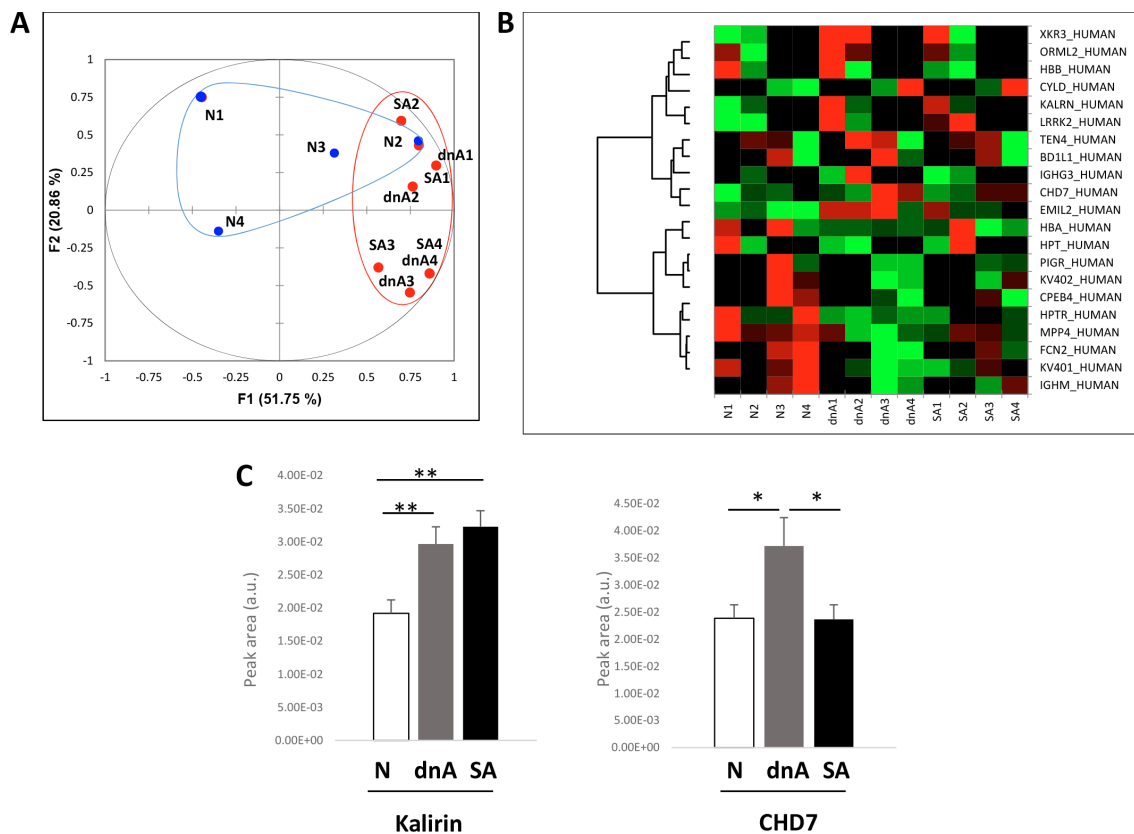 A
F2 (20.86 %)
1
0.75
0.5
0.25
0
-0.25
-0.5
-0.75
-1
N1
N3
N4
SA2
N2
dnA1
SA1
dnA2
SA3
SA4
dnA4
dnA3
-1 -0.75 -0.5 -0.25 0 0.25 0.5 0.75 1
F1 (51.75 %)
B
XKR3_HUMAN
ORML2_HUMAN
HBB_HUMAN
CYLD_HUMAN
KALRN_HUMAN
LRRK2_HUMAN
TEN4_HUMAN
BD1L1_HUMAN
IGHG3_HUMAN
CHD7_HUMAN
EMIL2_HUMAN
HBA_HUMAN
HPT_HUMAN
PIGR_HUMAN
KV402_HUMAN
CPEB4_HUMAN
HPTR_HUMAN
MPP4_HUMAN
FCN2_HUMAN
KV401_HUMAN
IGHM_HUMAN
N1 N2 N3 N4 dnA1 dnA2 dnA3 dnA4 SA1 SA2 SA3 SA4
C
Peak area (a.u.)
4.00E-02
3.50E-02
3.00E-02
2.50E-02
2.00E-02
1.50E-02
1.00E-02
5.00E-03
0.00E+00
**
**
N dnA SA
Kalirin
Peak area (a.u.)
4.50E-02
4.00E-02
3.50E-02
3.00E-02
2.50E-02
2.00E-02
1.50E-02
1.00E-02
5.00E-03
0.00E+00
* *
N dnA SA
CHD7